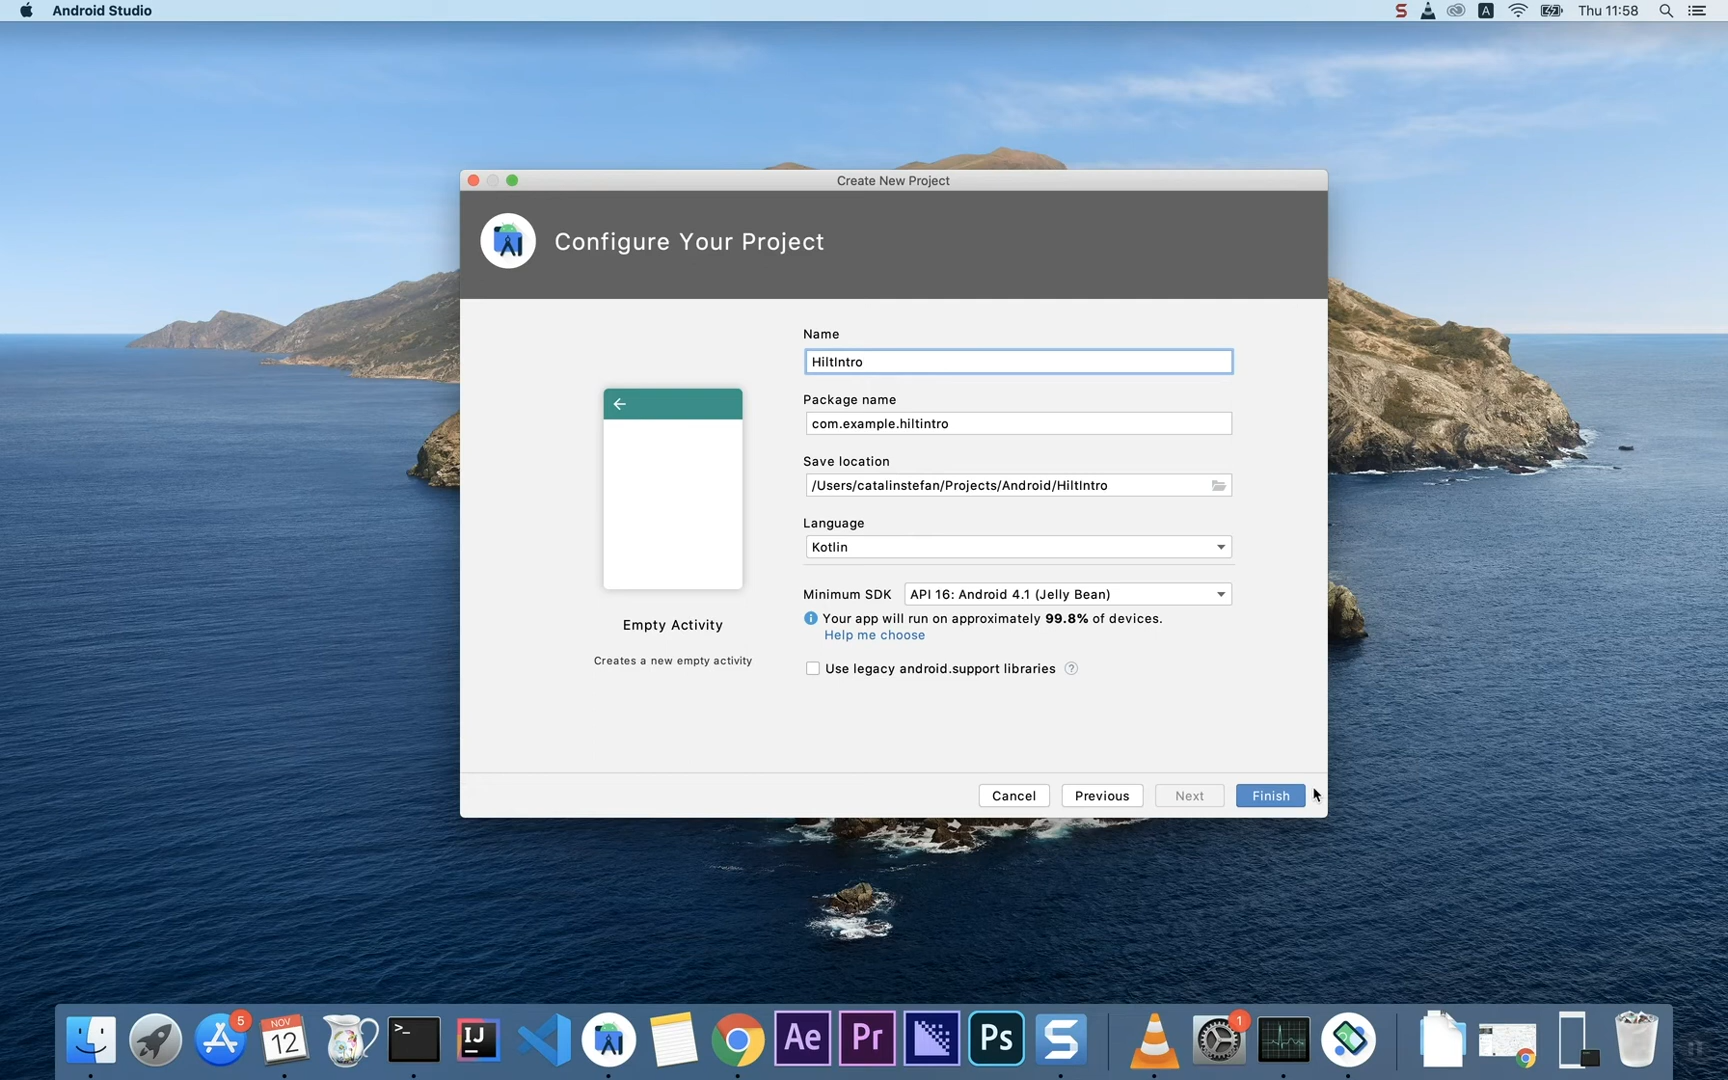 Android Studio
S
A
Thu 11:58
Create New Project
Configure Your Project
Name
HiltIntro
Package name
com.example.hiltintro
Save location
/Users/catalinstefan/Projects/Android/HiltIntro
Language
Kotlin
Minimum SDK
API 16: Android 4.1 (Jelly Bean)
Your app will run on approximately 99.8% of devices.
Help me choose
Use legacy android.support libraries ?
Empty Activity
Creates a new empty activity
Cancel
Previous
Next
Finish
5
NOV
12
>_
IJ
Ae
Pr
Ps
S
1